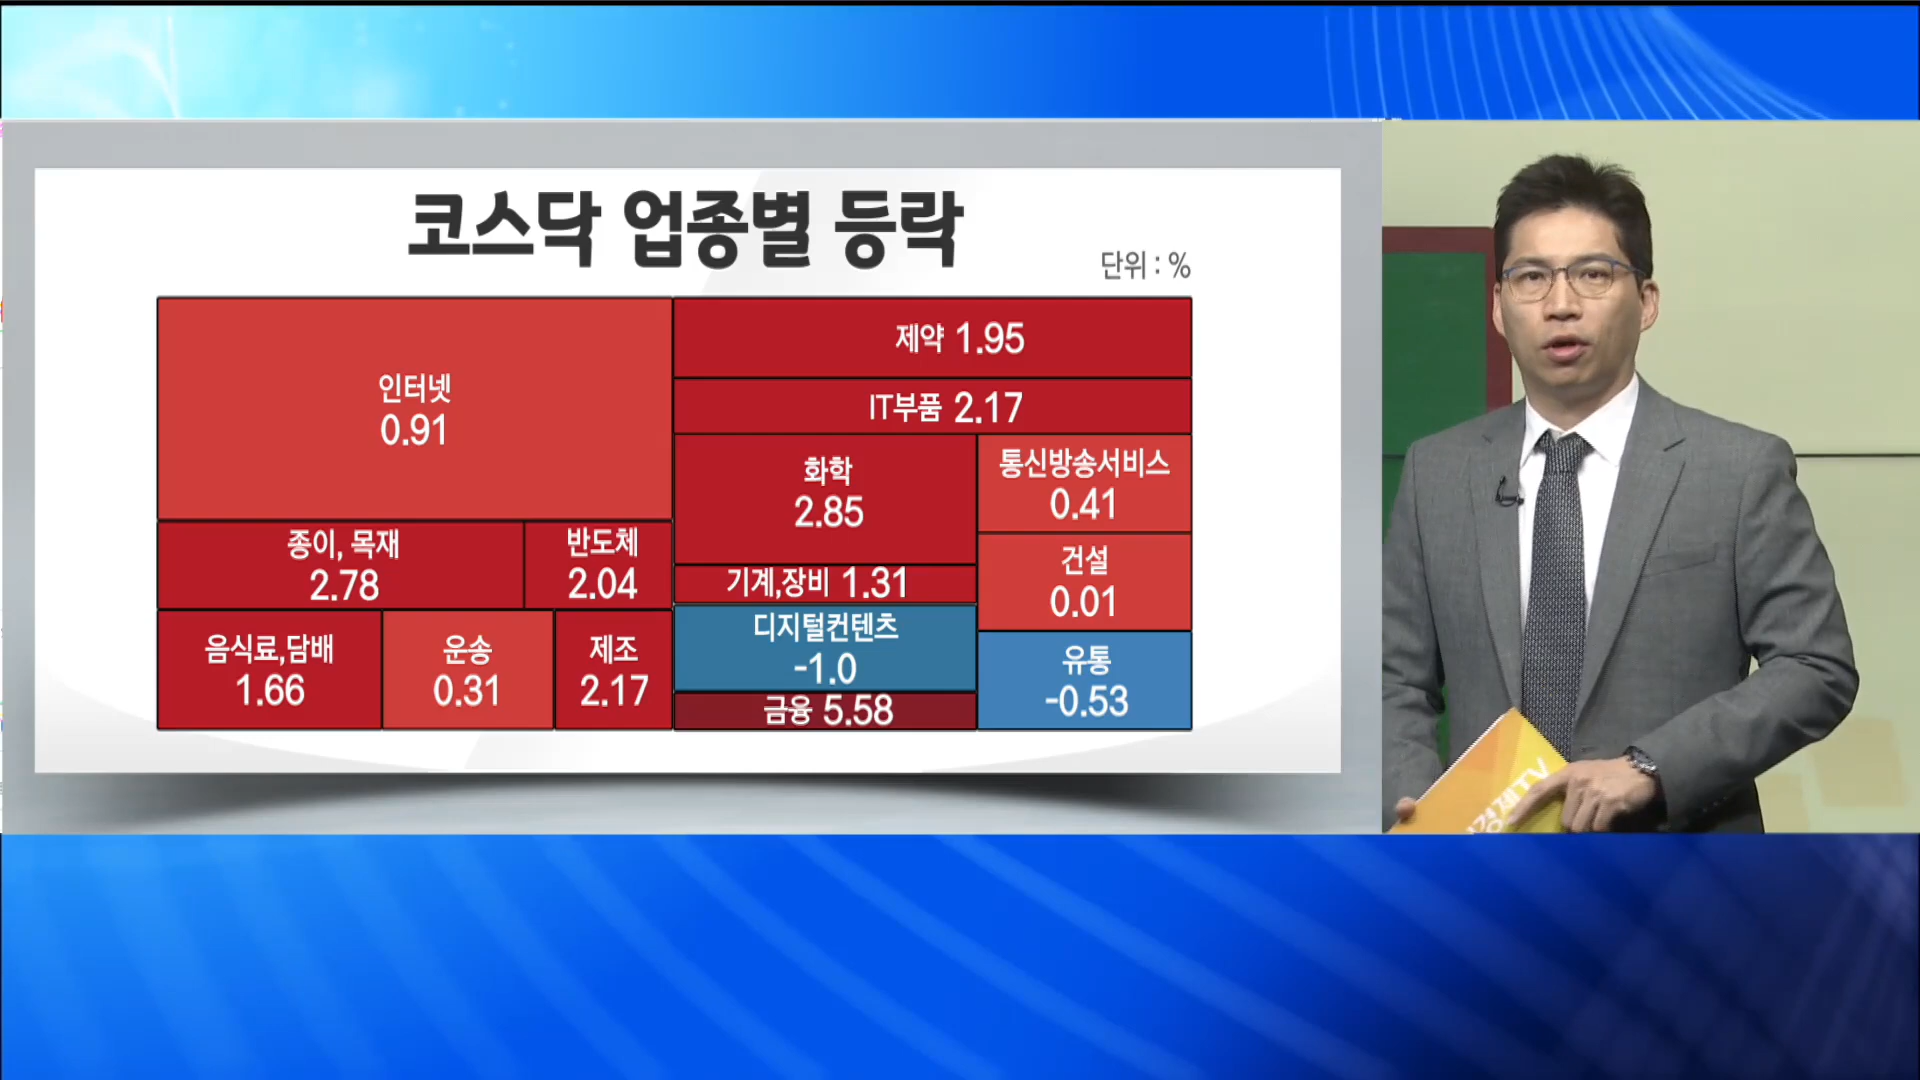 코스닥 업종별 등락
단위 : %
인터넷
0.91
제약 1.95
IT부품 2.17
화학
2.85
통신방송서비스
0.41
종이, 목재
2.78
반도체
2.04
건설
0.01
기계,장비 1.31
디지털컨텐츠
-1.0
음식료,담배
1.66
운송
0.31
제조
2.17
유통
-0.53
금융 5.58
경제TV